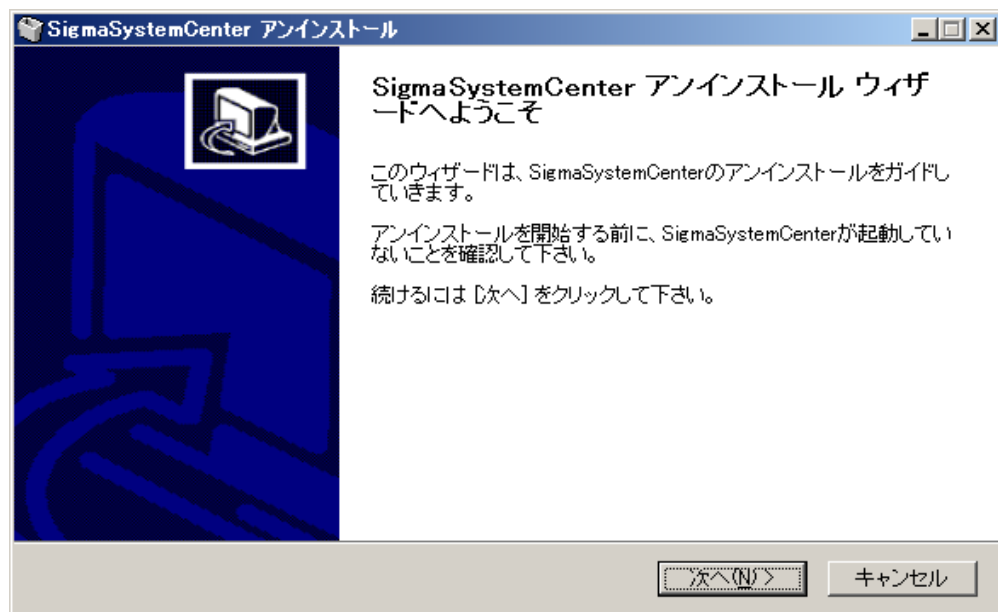 SigmaSystemCenter アンインストール
SigmaSystemCenter アンインストール ウィザ
ードへようこそ
このウィザードは、SigmaSystemCenterのアンインストールをガイドし
ていきます。
アンインストールを開始する前に、SigmaSystemCenterが起動してい
ないことを確認して下さい。
続けるには [次へ] をクリックして下さい。
次へ(N) >
キャンセル